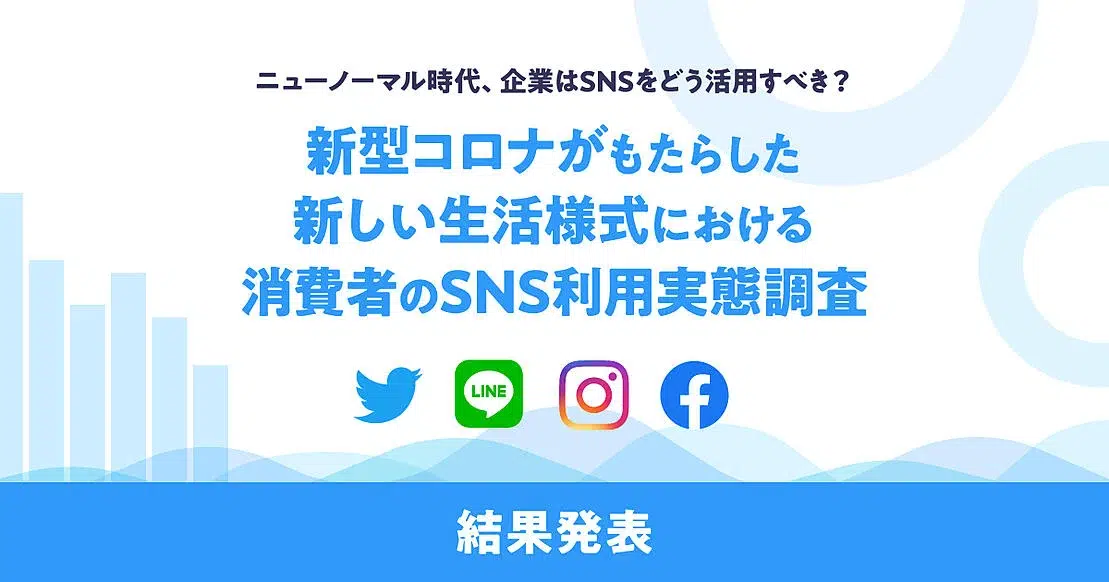 ニューノーマル時代、企業はSNSをどう活用すべき？
新型コロナがもたらした
新しい生活様式における
消費者のSNS利用実態調査
LINE
結果発表